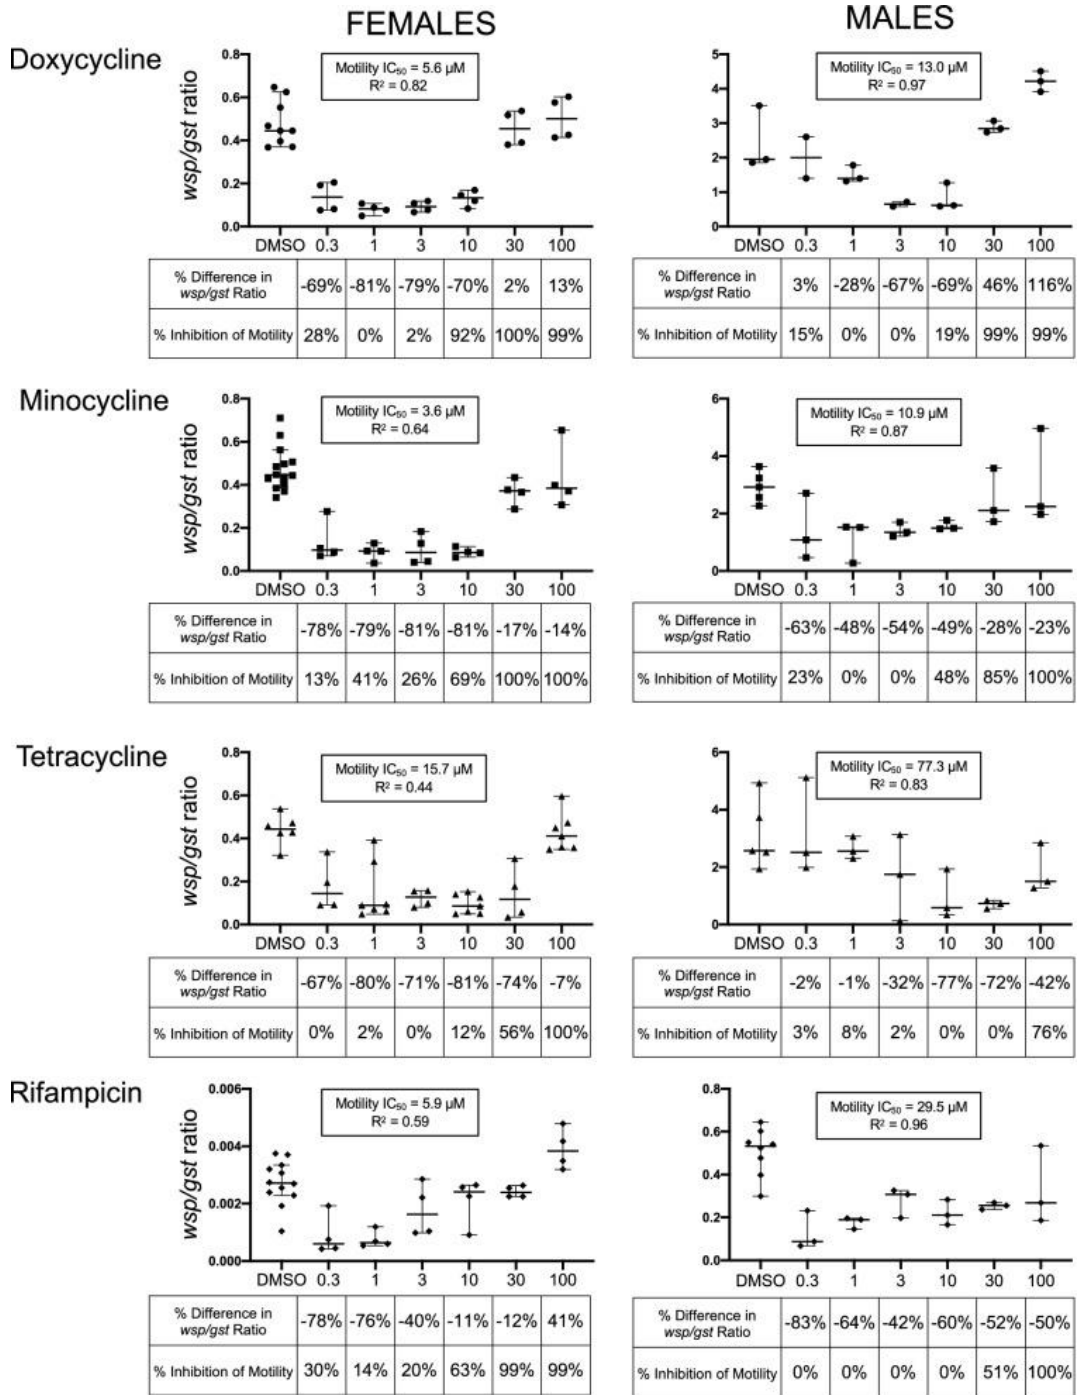 FEMALES
MALES
Doxycycline
wsp/gst ratio
0.8
0.6
0.4
0.2
0.0
Motility IC₅₀ = 5.6 µM
R² = 0.82
DMSO 0.3 1 3 10 30 100
% Difference in
wsp/gst Ratio
-69% -81% -79% -70% 2% 13%
% Inhibition of Motility 28% 0% 2% 92% 100% 99%
5
4
3
2
1
0
Motility IC₅₀ = 13.0 µM
R² = 0.97
DMSO 0.3 1 3 10 30 100
% Difference in
wsp/gst Ratio
3% -28% -67% -69% 46% 116%
% Inhibition of Motility 15% 0% 0% 19% 99% 99%
Minocycline
wsp/gst ratio
0.8
0.6
0.4
0.2
0.0
Motility IC₅₀ = 3.6 µM
R² = 0.64
DMSO 0.3 1 3 10 30 100
% Difference in
wsp/gst Ratio
-78% -79% -81% -81% -17% -14%
% Inhibition of Motility 13% 41% 26% 69% 100% 100%
6
4
2
0
Motility IC₅₀ = 10.9 µM
R² = 0.87
DMSO 0.3 1 3 10 30 100
% Difference in
wsp/gst Ratio
-63% -48% -54% -49% -28% -23%
% Inhibition of Motility 23% 0% 0% 48% 85% 100%
Tetracycline
wsp/gst ratio
0.8
0.6
0.4
0.2
0.0
Motility IC₅₀ = 15.7 µM
R² = 0.44
DMSO 0.3 1 3 10 30 100
% Difference in
wsp/gst Ratio
-67% -80% -71% -81% -74% -7%
% Inhibition of Motility 0% 2% 0% 12% 56% 100%
6
4
2
0
Motility IC₅₀ = 77.3 µM
R² = 0.83
DMSO 0.3 1 3 10 30 100
% Difference in
wsp/gst Ratio
-2% -1% -32% -77% -72% -42%
% Inhibition of Motility 3% 8% 2% 0% 0% 76%
Rifampicin
wsp/gst ratio
0.006
0.004
0.002
0.000
Motility IC₅₀ = 5.9 µM
R² = 0.59
DMSO 0.3 1 3 10 30 100
% Difference in
wsp/gst Ratio
-78% -76% -40% -11% -12% 41%
% Inhibition of Motility 30% 14% 20% 63% 99% 99%
0.8
0.6
0.4
0.2
0.0
Motility IC₅₀ = 29.5 µM
R² = 0.96
DMSO 0.3 1 3 10 30 100
% Difference in
wsp/gst Ratio
-83% -64% -42% -60% -52% -50%
% Inhibition of Motility 0% 0% 0% 0% 51% 100%